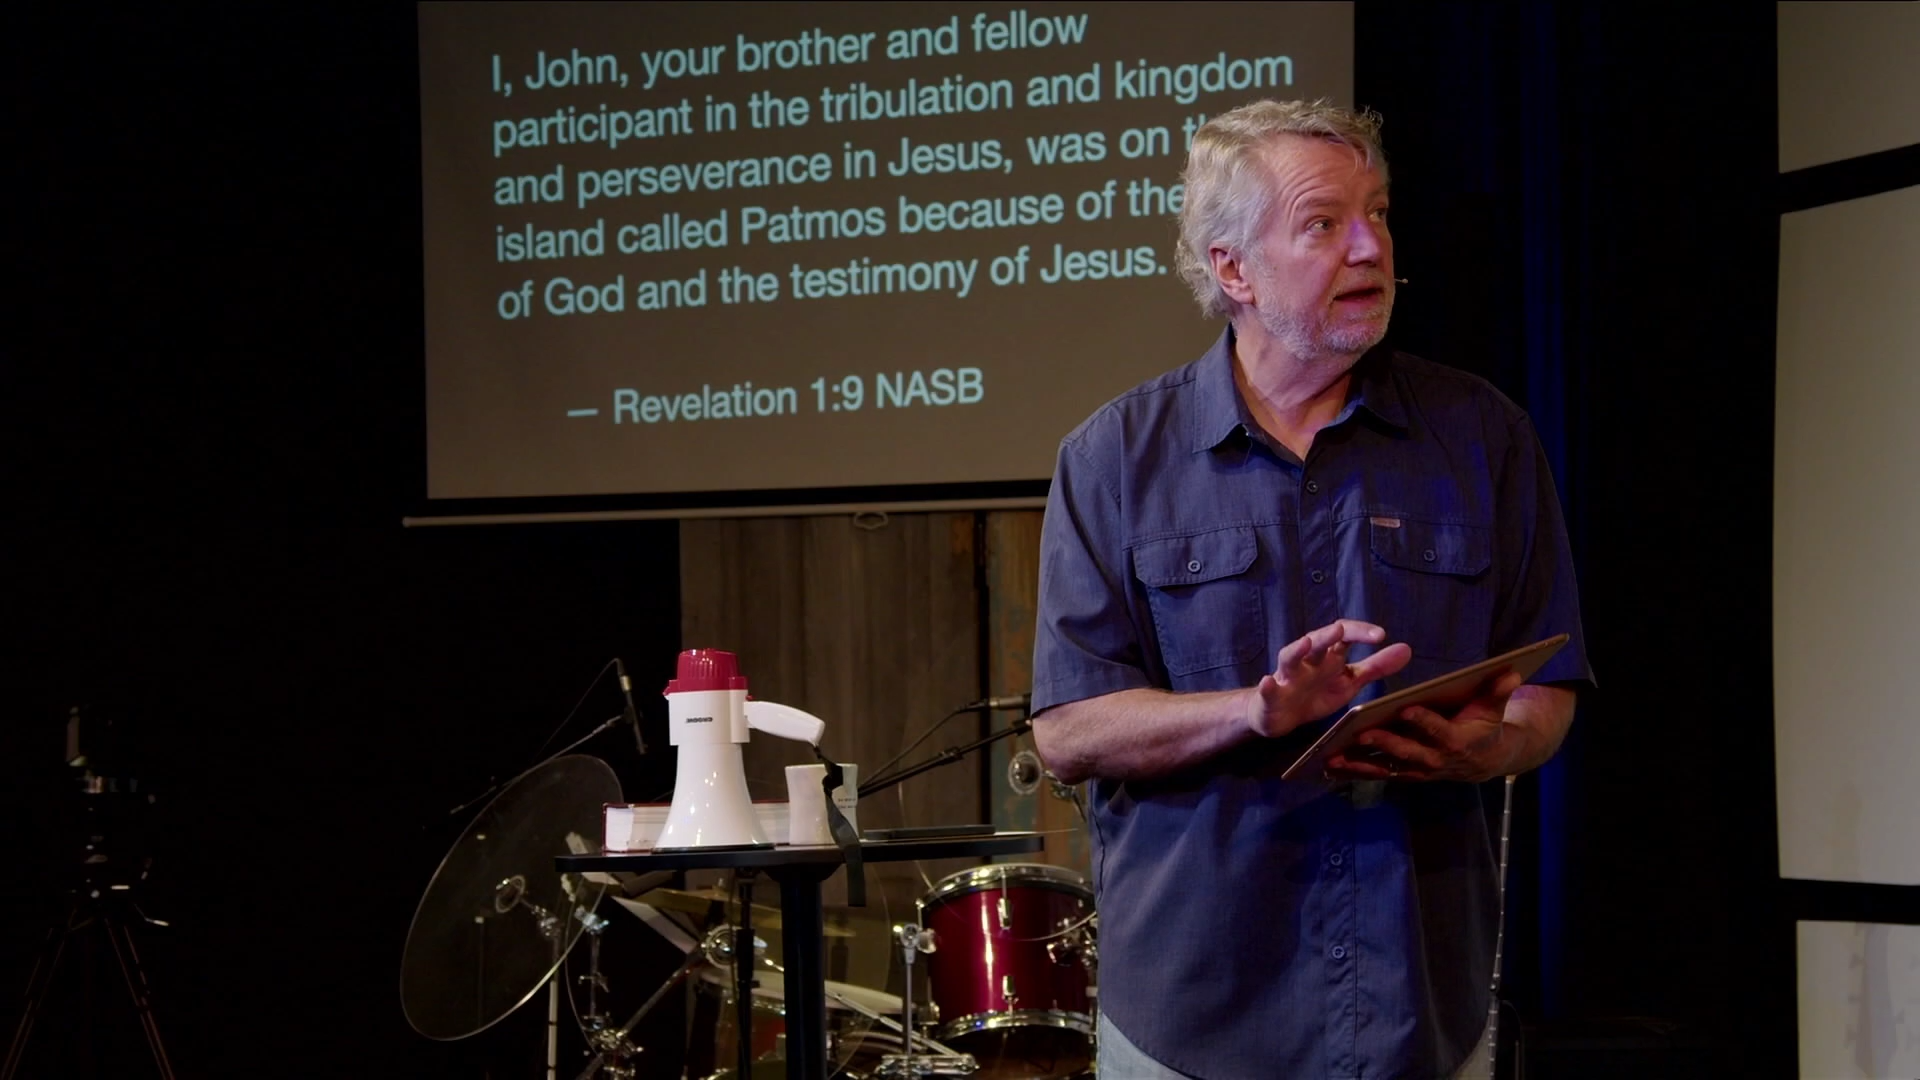 I, John, your brother and fellow
participant in the tribulation and kingdom
and perseverance in Jesus, was on
island called Patmos because of the
of God and the testimony of Jesus.
— Revelation 1:9 NASB